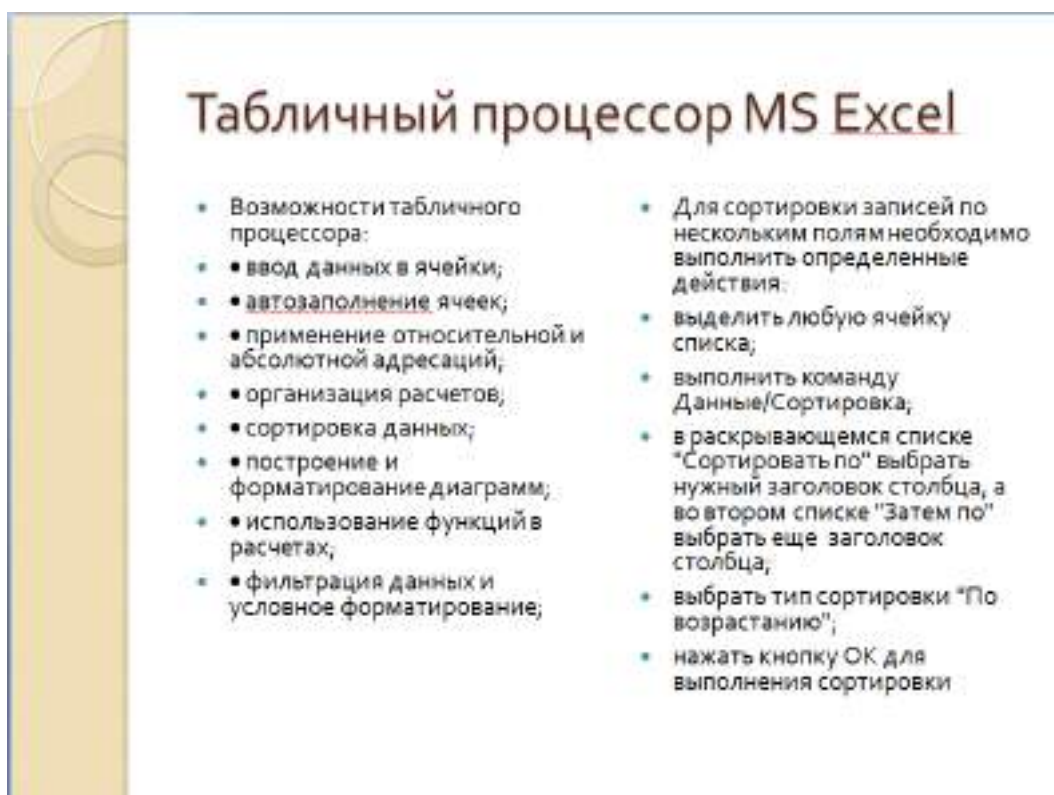 Табличный процессор MS Excel
Возможности табличного
процессора:
• ввод данных в ячейки;
• автозаполнение ячеек;
• применение относительной и
абсолютной адресаций;
• организация расчетов;
• сортировка данных;
• построение и
форматирование диаграмм;
• использование функций в
расчетах;
• фильтрация данных и
условное форматирование;
Для сортировки записей по
нескольким полям необходимо
выполнить определенные
действия:
выделить любую ячейку
списка;
выполнить команду
Данные/Сортировка;
в раскрывающемся списке
"Сортировать по" выбрать
нужный заголовок столбца, а
во втором списке "Затем по"
выбрать еще заголовок
столбца;
выбрать тип сортировки "По
возрастанию";
нажать кнопку ОК для
выполнения сортировки